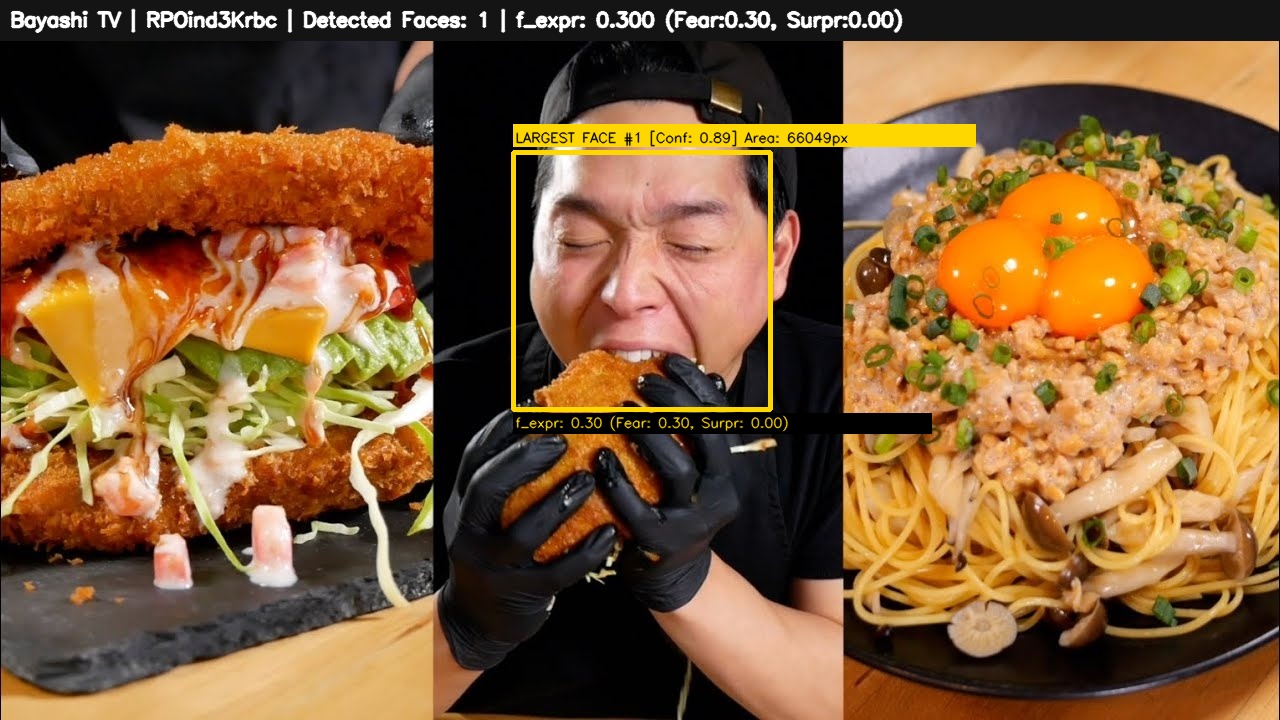 Bayashi TV | RP0ind3Krbc | Detected Faces: 1 | f_expr: 0.300 (Fear:0.30, Surpr:0.00)
LARGEST FACE #1 [Conf: 0.89] Area: 66049px
f_expr: 0.30 (Fear: 0.30, Surpr: 0.00)